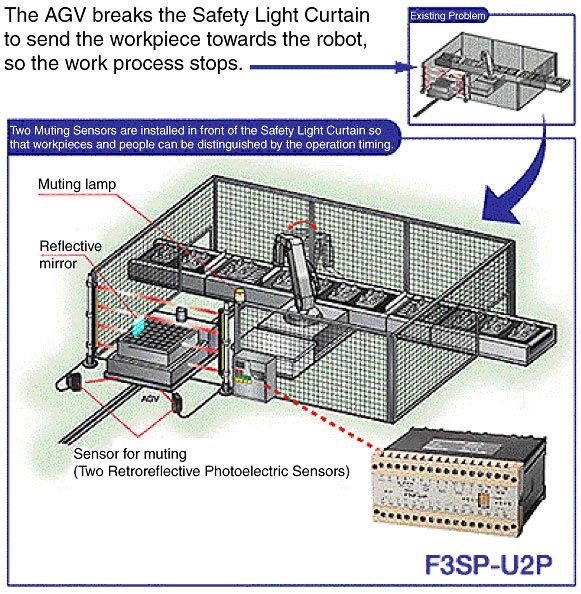 The AGV breaks the Safety Light Curtain
to send the workpiece towards the robot,
so the work process stops.
Existing Problem
Two Muting Sensors are installed in front of the Safety Light Curtain so
that workpieces and people can be distinguished by the operation timing.
Muting lamp
Reflective
mirror
AGV
Sensor for muting
(Two Retroreflective Photoelectric Sensors)
F3SP-U2P